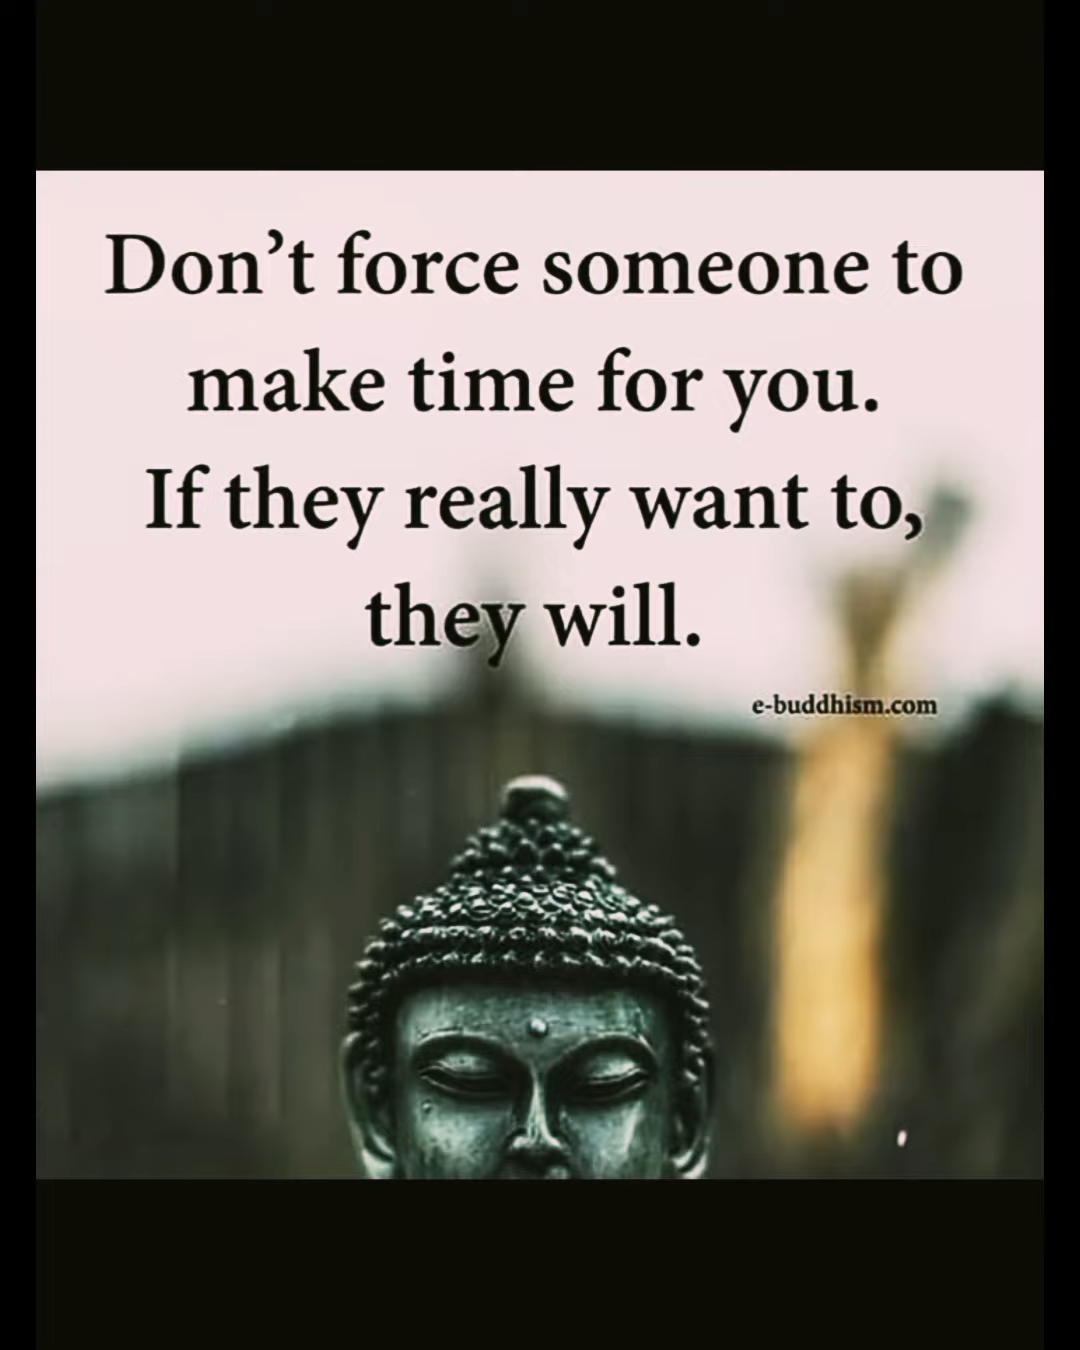 Don’t force someone to
make time for you.
If they really want to,
they will.
e-buddhism.com